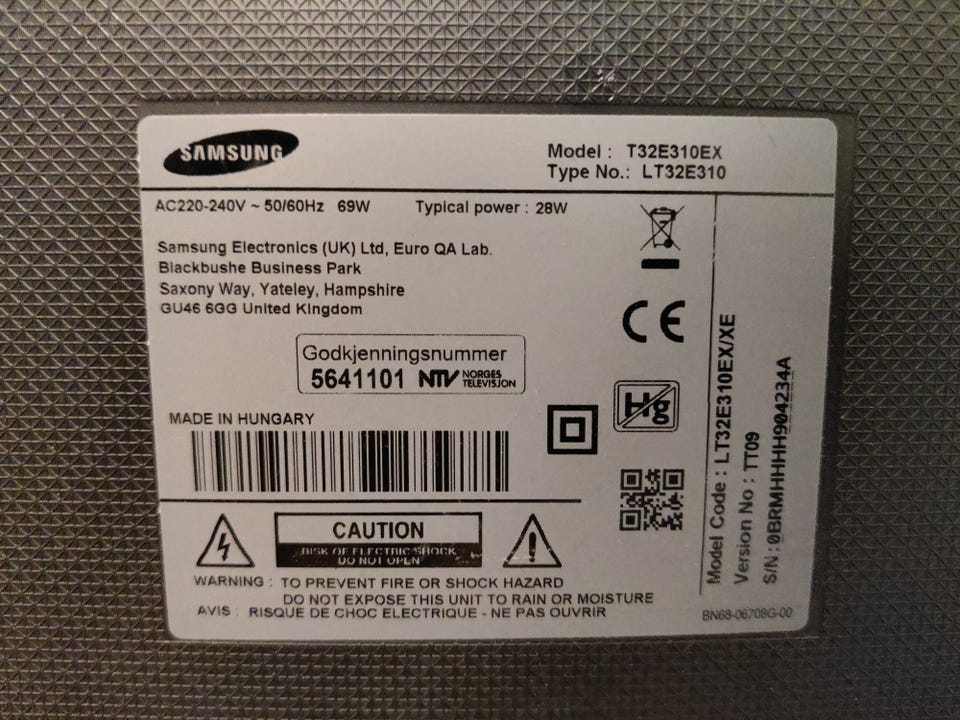 SAMSUNG
Model : T32E310EX
Type No.: LT32E310
AC220-240V ~ 50/60Hz 69W Typical power : 28W
Samsung Electronics (UK) Ltd, Euro QA Lab.
Blackbushe Business Park
Saxony Way, Yateley, Hampshire
GU46 6GG United Kingdom
Godkjenningsnummer
5641101 NTV NORGES
TELEVISJON
MADE IN HUNGARY
CE
Hg
CAUTION
RISK OF ELECTRIC SHOCK
DO NOT OPEN
WARNING : TO PREVENT FIRE OR SHOCK HAZARD
DO NOT EXPOSE THIS UNIT TO RAIN OR MOISTURE
AVIS : RISQUE DE CHOC ELECTRIQUE - NE PAS OUVRIR
Model Code : LT32E310EX/XE
Version No : TT09
S/N : 0BRMHHHH904234A
BN68-06708G-00